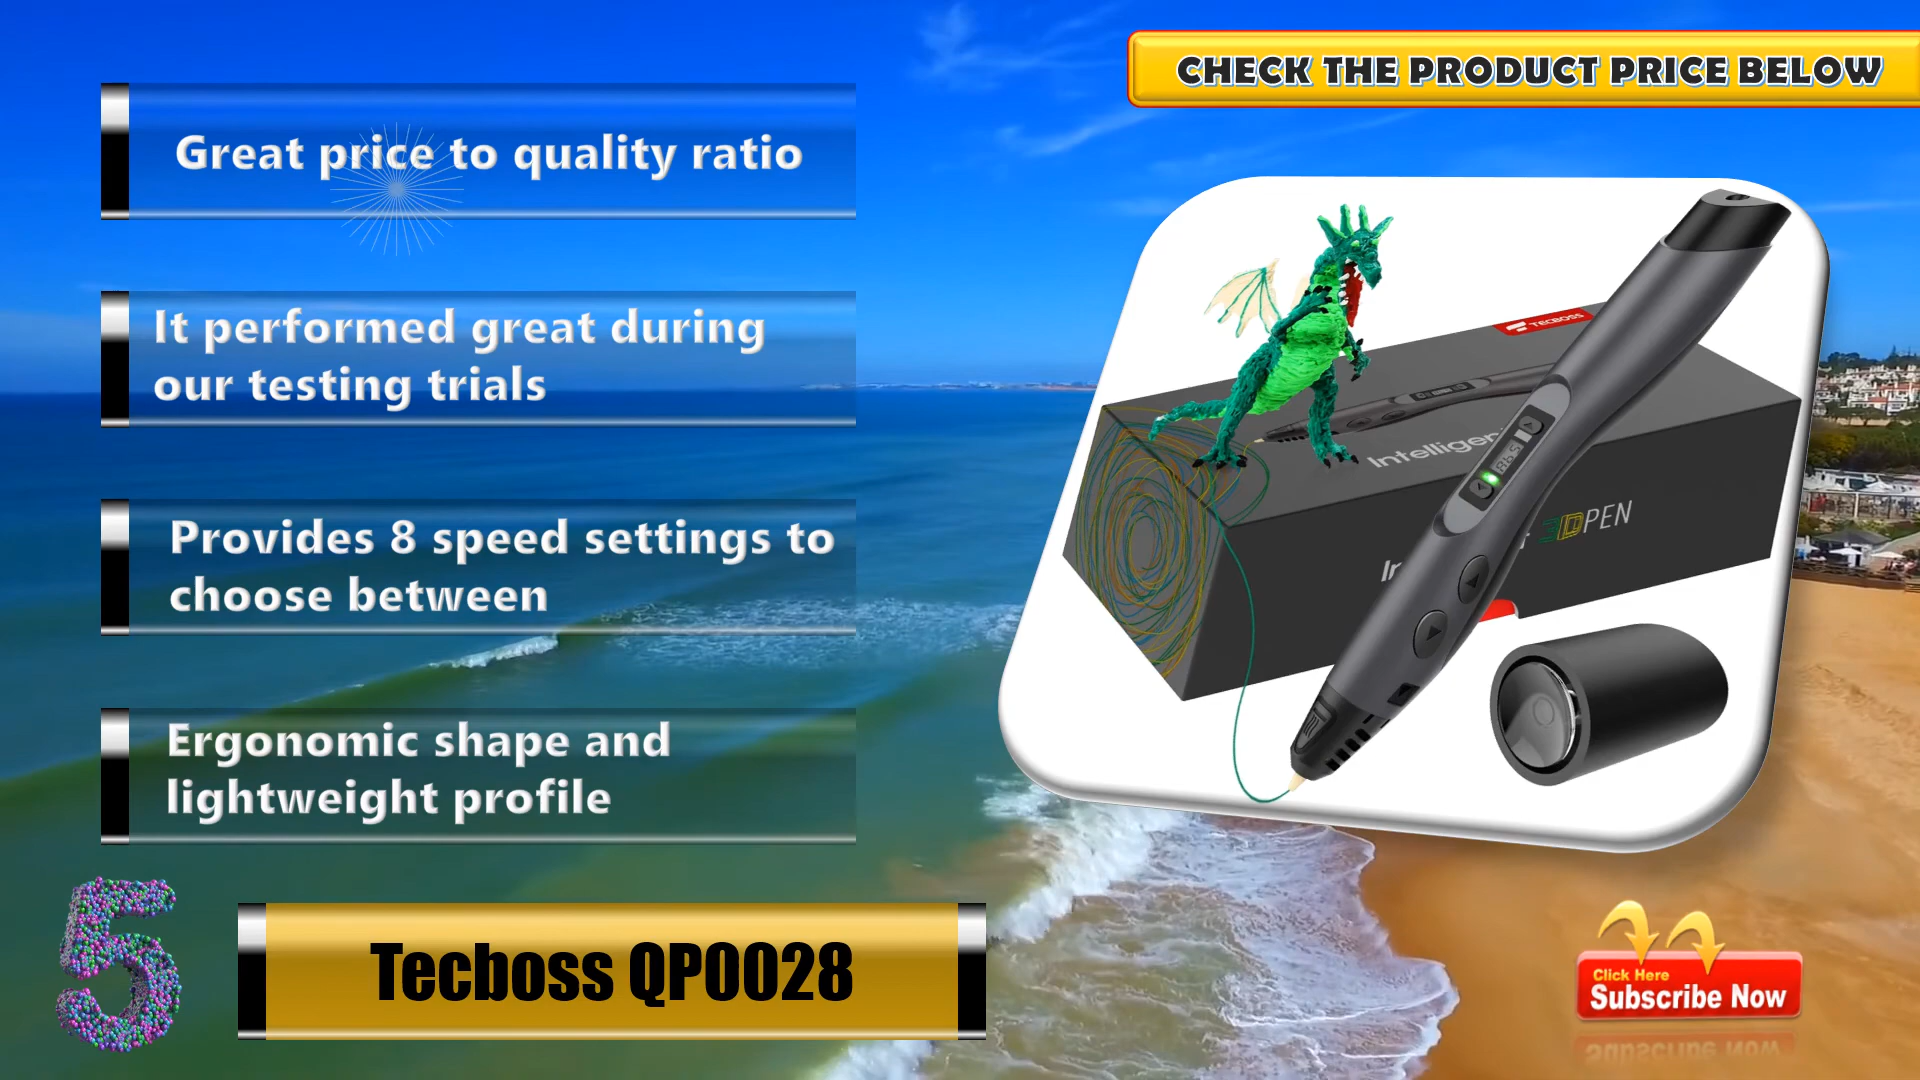 CHECK THE PRODUCT PRICE BELOW
Great price to quality ratio
It performed great during
our testing trials
Provides 8 speed settings to
choose between
Ergonomic shape and
lightweight profile
5
Tecboss QP0028
TECBOSS
3DPEN
Click Here
Subscribe Now